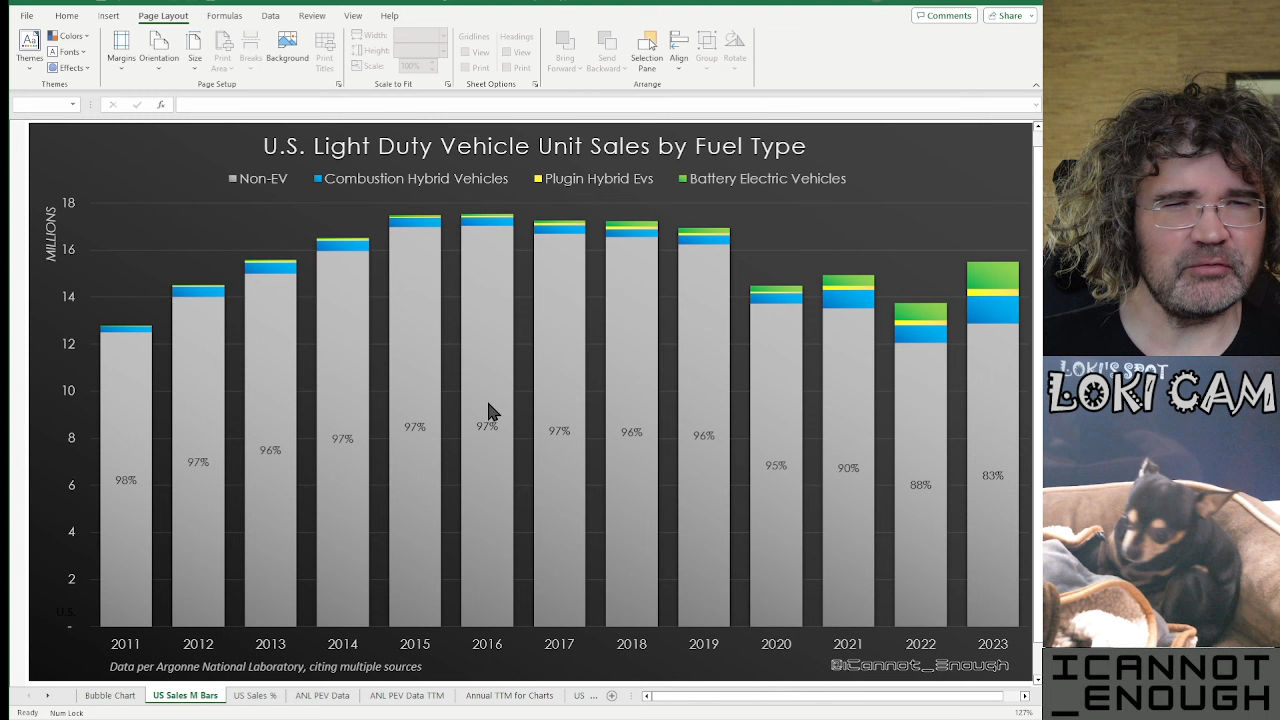 File Home Insert Page Layout Formulas Data Review View Help Comments Share
Aa Themes Colors Fonts Effects Themes
Margins Orientation Size Print Area Breaks Background Print Titles Page Setup
Width: Height: Scale: 100% Scale to Fit
Gridlines View Print Headings View Print Sheet Options
Bring Forward Send Backward Selection Pane Align Group Rotate Arrange
fx
U.S. Light Duty Vehicle Unit Sales by Fuel Type
Non-EV Combustion Hybrid Vehicles Plugin Hybrid Evs Battery Electric Vehicles
MILLIONS
18
16
14
12
10
8
6
4
2
U.S.
-
98% 97% 96% 97% 97% 97% 97% 96% 96% 95% 90% 88% 83%
2011 2012 2013 2014 2015 2016 2017 2018 2019 2020 2021 2022 2023
Data per Argonne National Laboratory, citing multiple sources
@iCannot_Enough
Bubble Chart US Sales M Bars US Sales % ANL PEV Data ANL PEV Data TTM Annual TTM for Charts US ...
Ready Num Lock 127%
LOKI'S SPOT
LOKI CAM
ICANNOT
_ENOUGH